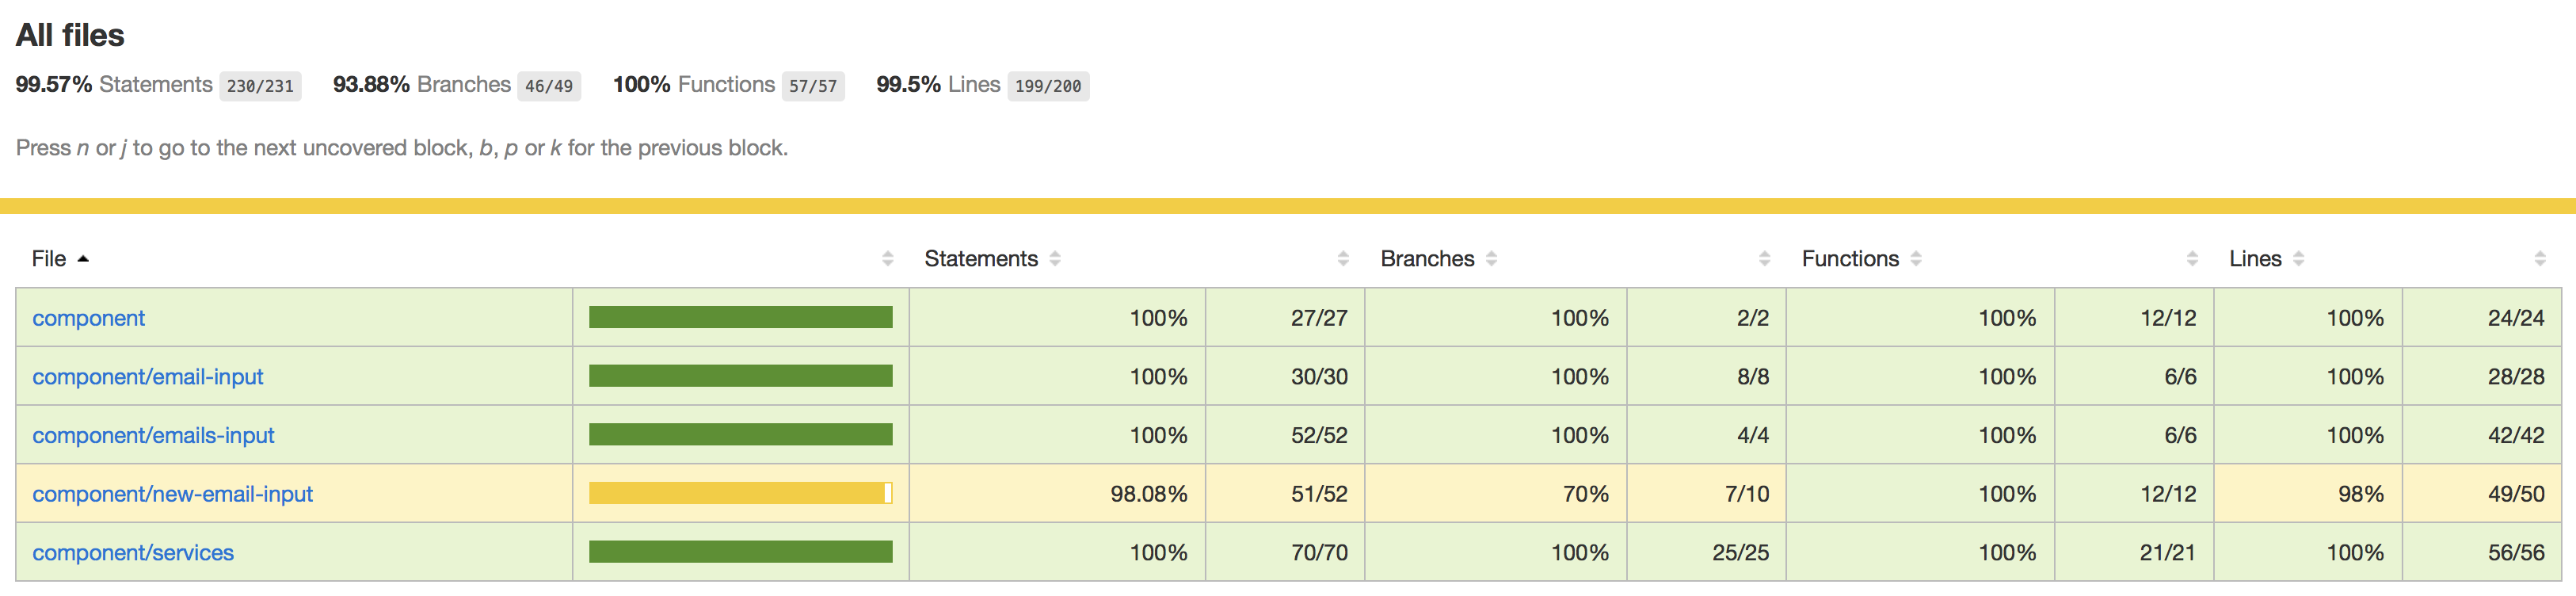 All files
99.57% Statements 230/231 93.88% Branches 46/49 100% Functions 57/57 99.5% Lines 199/200
Press n or j to go to the next uncovered block, b, p or k for the previous block.
File Statements Branches Functions Lines
component 100% 27/27 100% 2/2 100% 12/12 100% 24/24
component/email-input 100% 30/30 100% 8/8 100% 6/6 100% 28/28
component/emails-input 100% 52/52 100% 4/4 100% 6/6 100% 42/42
component/new-email-input 98.08% 51/52 70% 7/10 100% 12/12 98% 49/50
component/services 100% 70/70 100% 25/25 100% 21/21 100% 56/56